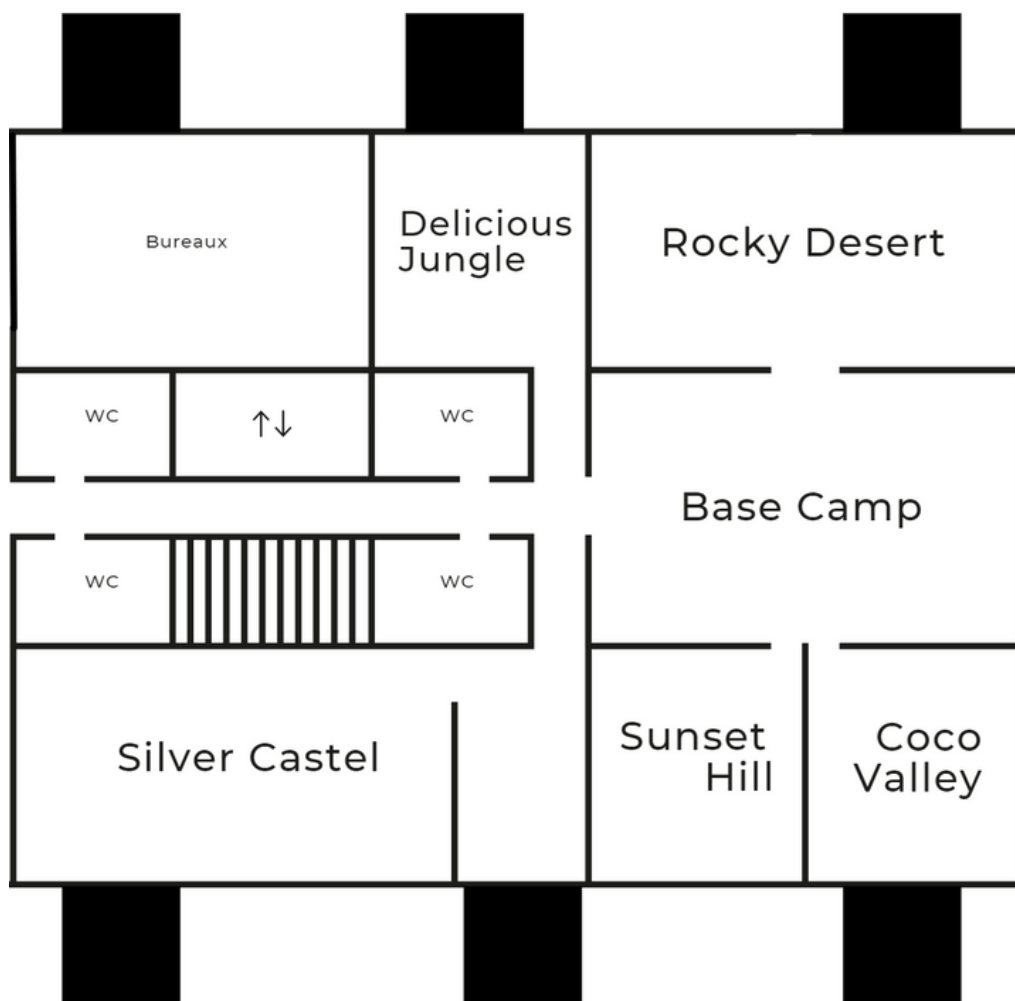 Bureaux
Delicious
Jungle
Rocky Desert
WC
↑↓
WC
Base Camp
WC
WC
Silver Castel
Sunset
Hill
Coco
Valley